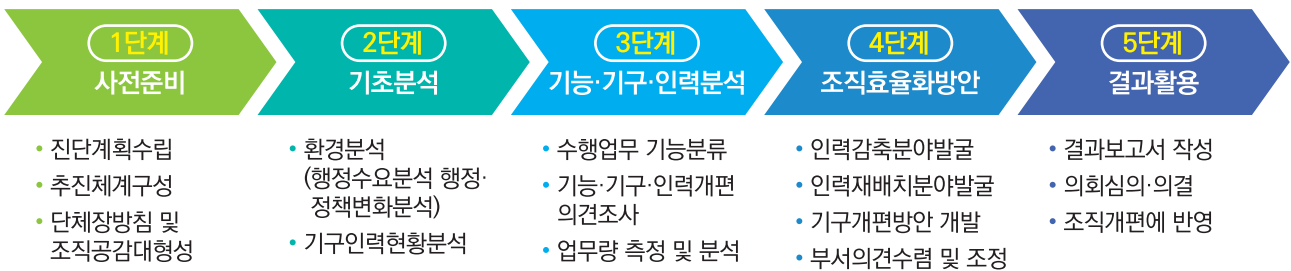 1단계
사전준비
• 진단계획수립
• 추진체계구성
• 단체장방침 및
조직공감대형성
2단계
기초분석
• 환경분석
(행정수요분석 행정·
정책변화분석)
• 기구인력현황분석
3단계
기능·기구·인력분석
• 수행업무 기능분류
• 기능·기구·인력개편
의견조사
• 업무량 측정 및 분석
4단계
조직효율화방안
• 인력감축분야발굴
• 인력재배치분야발굴
• 기구개편방안 개발
• 부서의견수렴 및 조정
5단계
결과활용
• 결과보고서 작성
• 의회심의·의결
• 조직개편에 반영